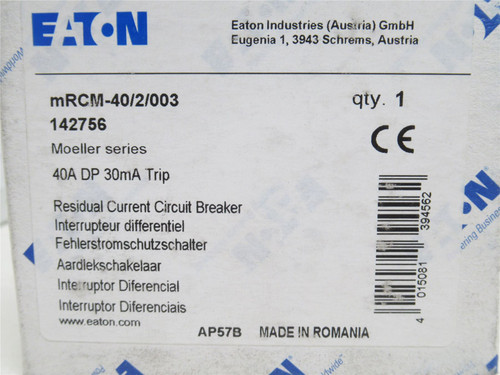 EATON
Eaton Industries (Austria) GmbH
Eugenia 1, 3943 Schrems, Austria
mRCM-40/2/003
qty. 1
142756
CE
Moeller series
40A DP 30mA Trip
Residual Current Circuit Breaker
Interrupteur differentiel
Fehlerstromschutzschalter
Aardlekschakelaar
Interruptor Diferencial
Interruptor Diferenciais
www.eaton.com
4 015081 394562
AP57B MADE IN ROMANIA
EATON